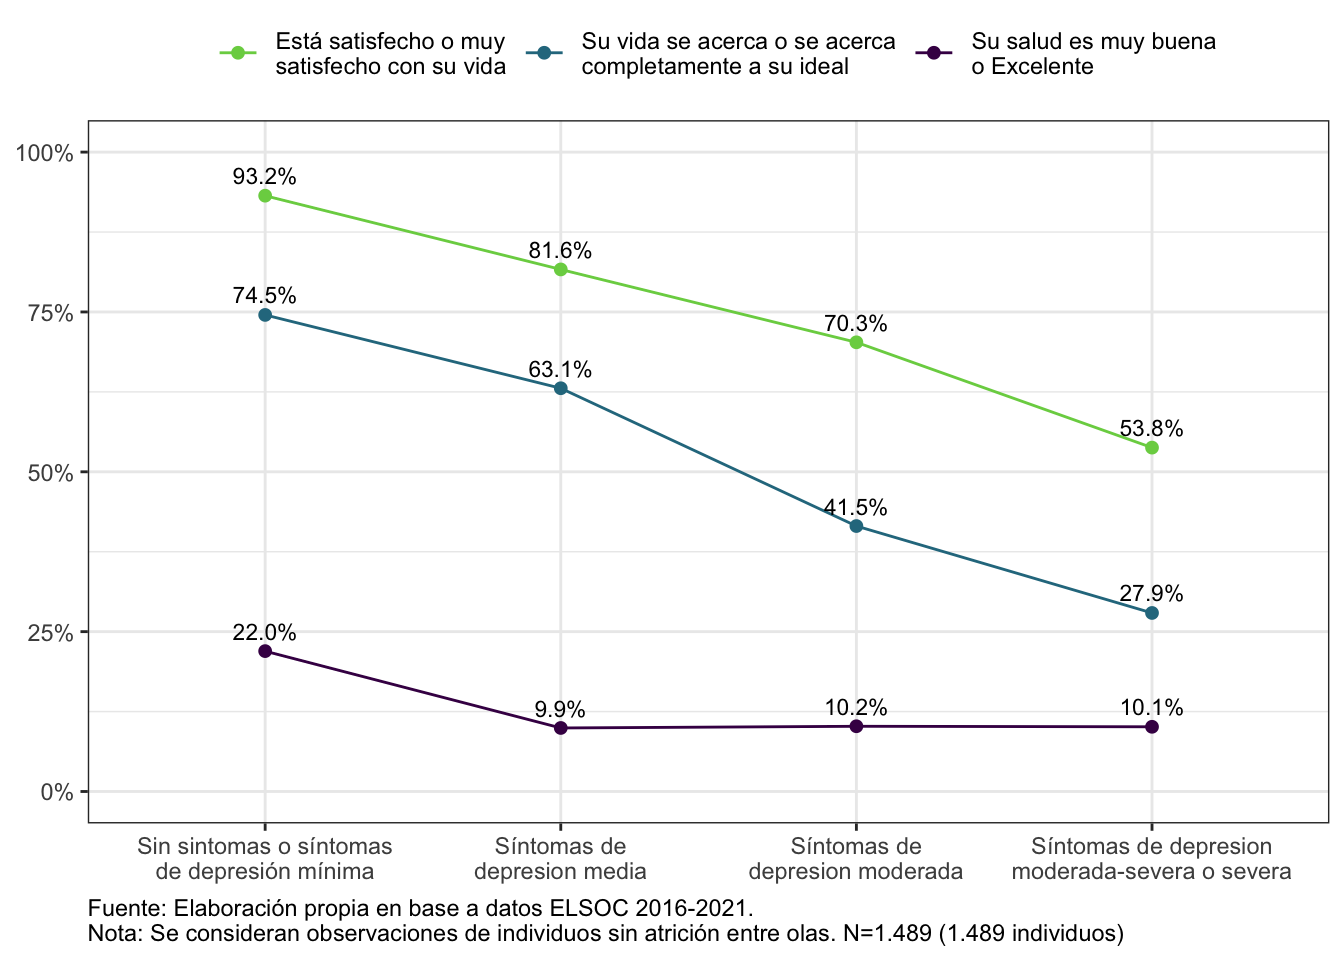 Está satisfecho o muy
satisfecho con su vida
Su vida se acerca o se acerca
completamente a su ideal
Su salud es muy buena
o Excelente
100%
75%
50%
25%
0%
93.2%
81.6%
70.3%
53.8%
74.5%
63.1%
41.5%
27.9%
22.0%
9.9%
10.2%
10.1%
Sin sintomas o síntomas
de depresión mínima
Síntomas de
depresion media
Síntomas de
depresion moderada
Síntomas de depresion
moderada-severa o severa
Fuente: Elaboración propia en base a datos ELSOC 2016-2021.
Nota: Se consideran observaciones de individuos sin atrición entre olas. N=1.489 (1.489 individuos)